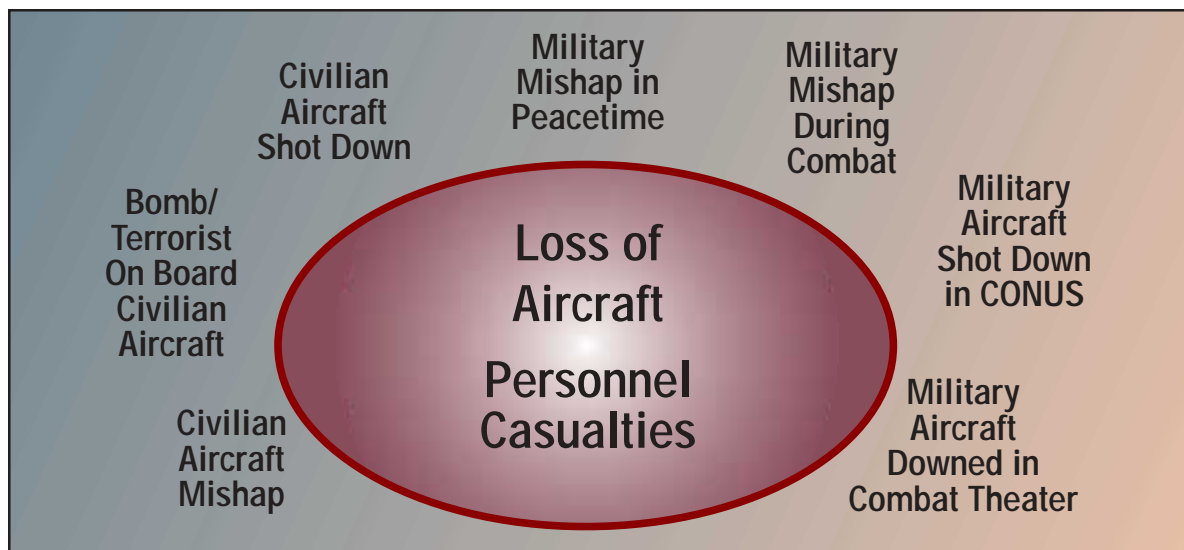 Military
Mishap in
Peacetime
Military
Mishap
During
Combat
Civilian
Aircraft
Shot Down
Military
Aircraft
Shot Down
in CONUS
Bomb/
Terrorist
On Board
Civilian
Aircraft
Loss of
Aircraft
Personnel
Casualties
Civilian
Aircraft
Mishap
Military
Aircraft
Downed in
Combat Theater